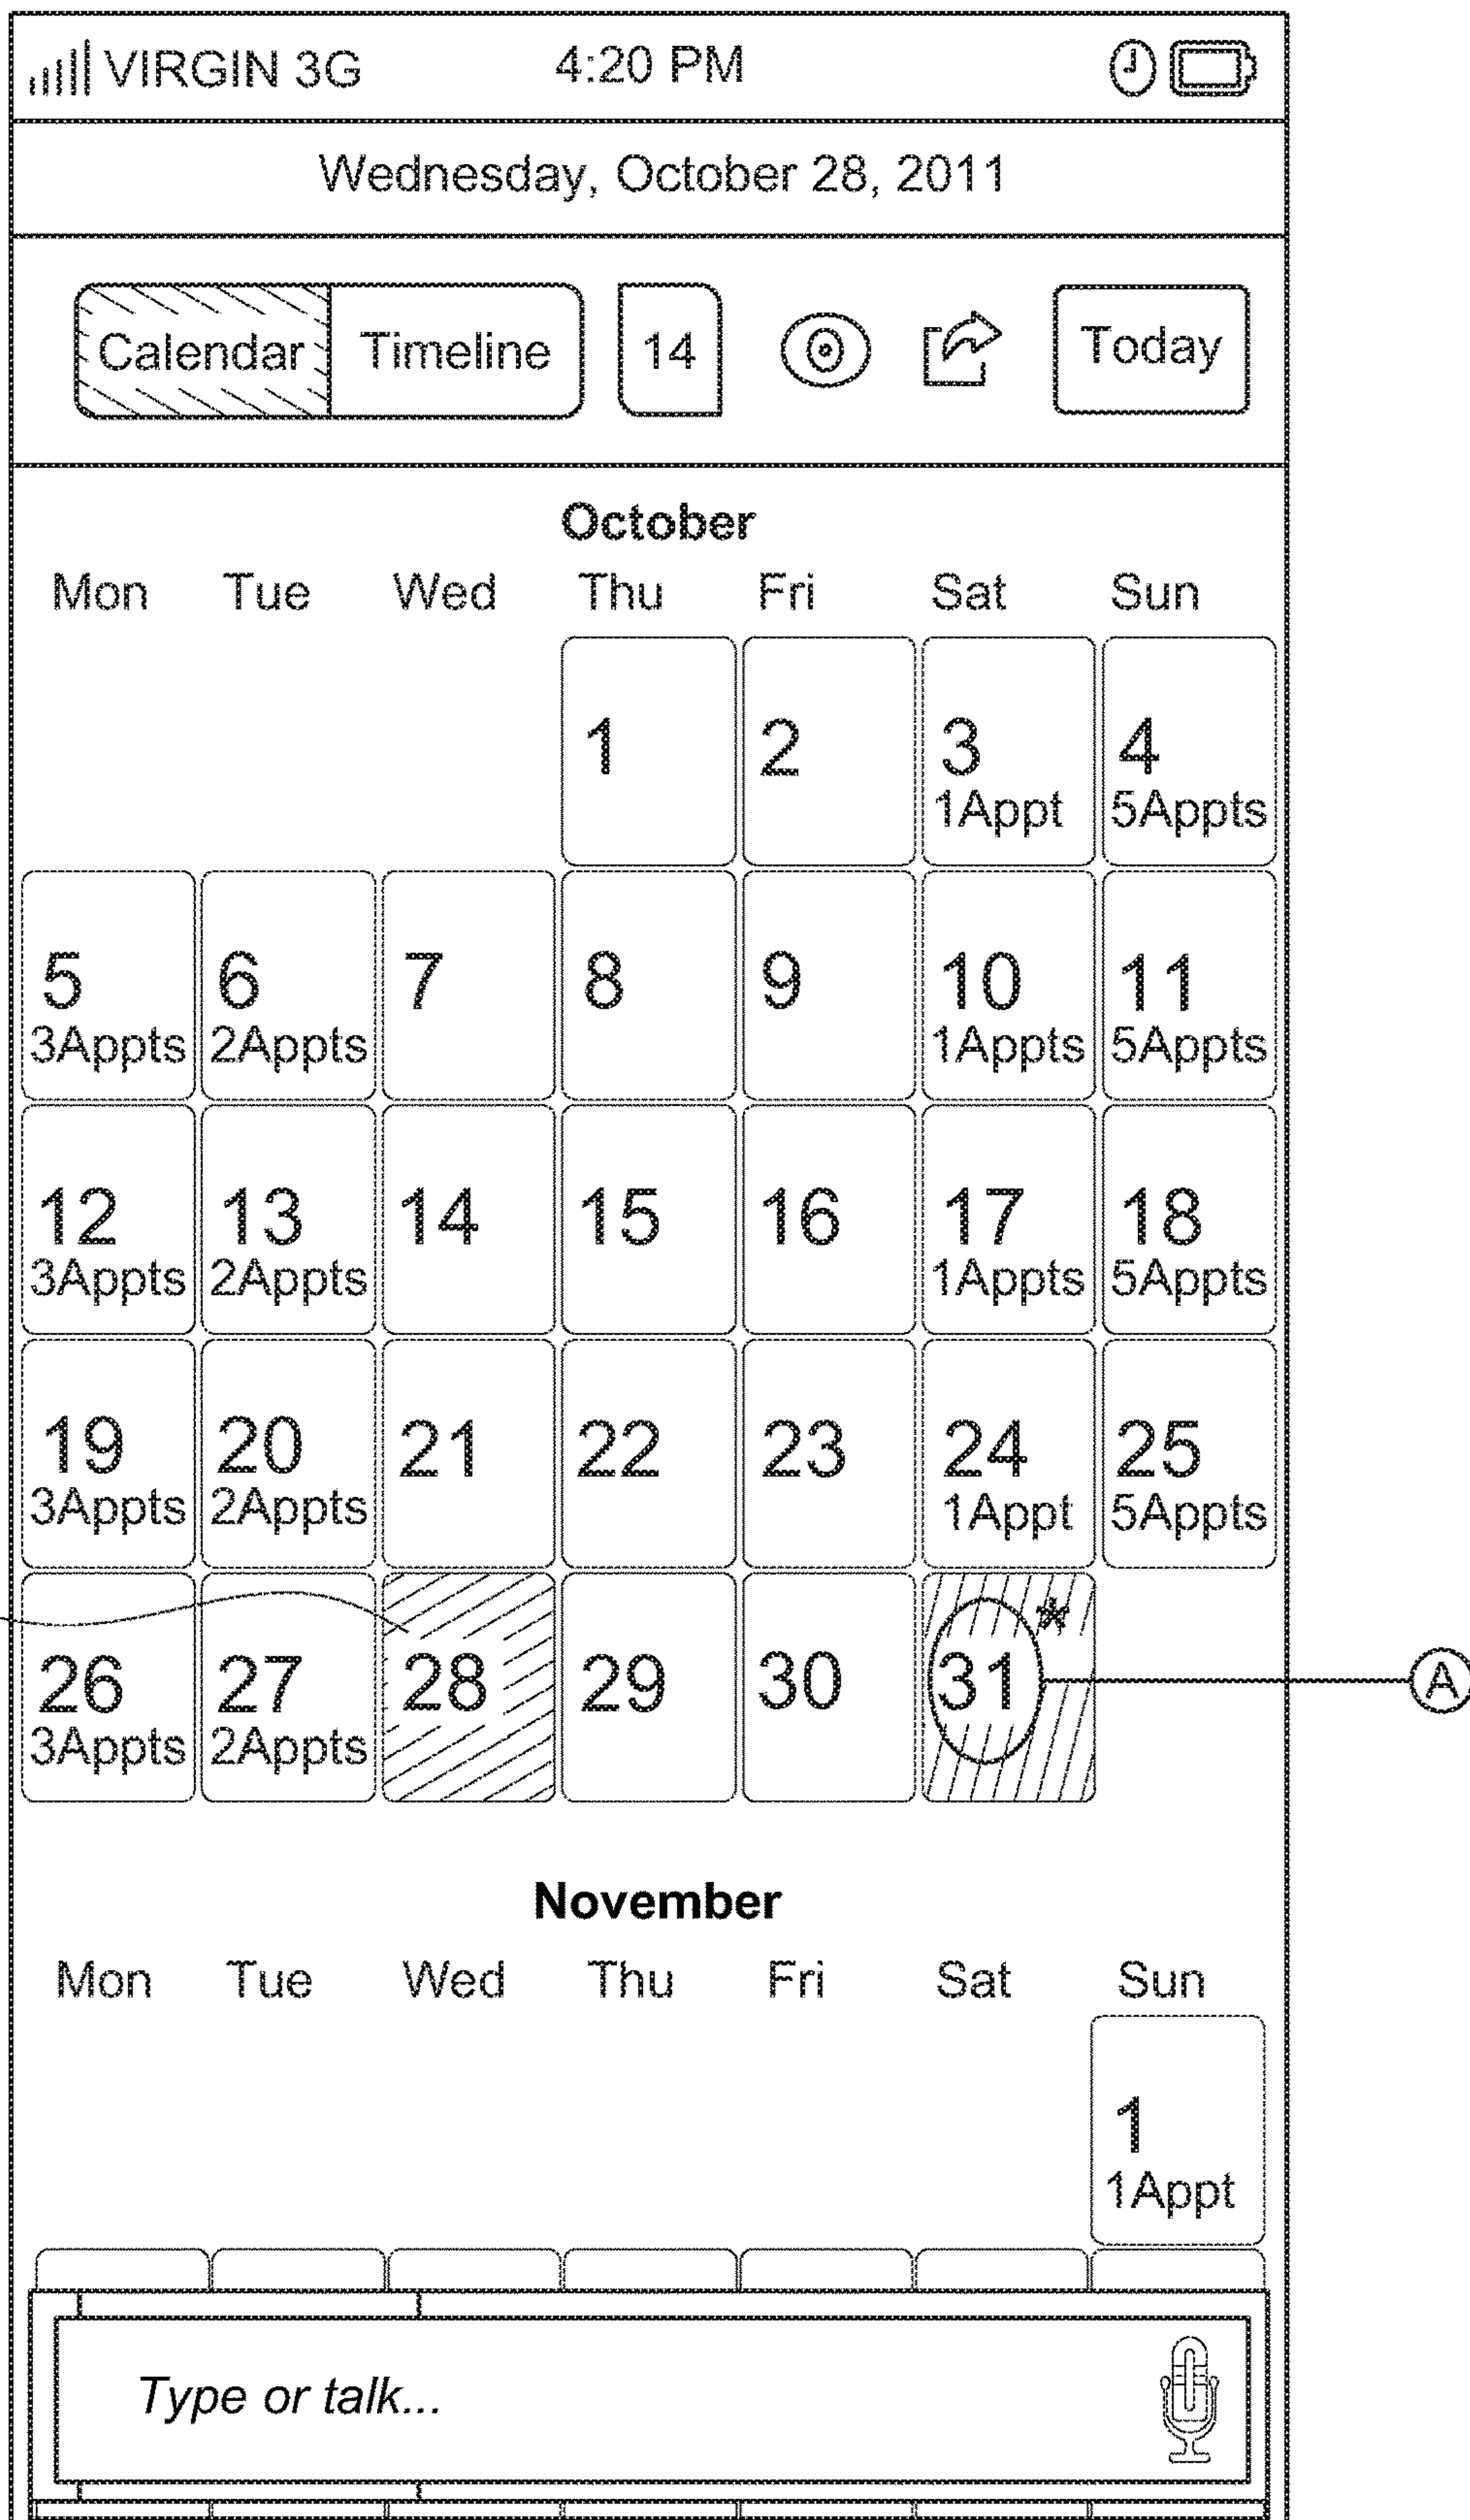 VIRGIN 3G 4:20 PM
Wednesday, October 28, 2011
Calendar Timeline 14 Today
October
Mon Tue Wed Thu Fri Sat Sun
1 2 3 4
1Appt 5Appts
5 6 7 8 9 10 11
3Appts 2Appts 1Appts 5Appts
12 13 14 15 16 17 18
3Appts 2Appts 1Appts 5Appts
19 20 21 22 23 24 25
3Appts 2Appts 1Appt 5Appts
26 27 28 29 30 31 * A
3Appts 2Appts
November
Mon Tue Wed Thu Fri Sat Sun
1
1Appt
Type or talk...